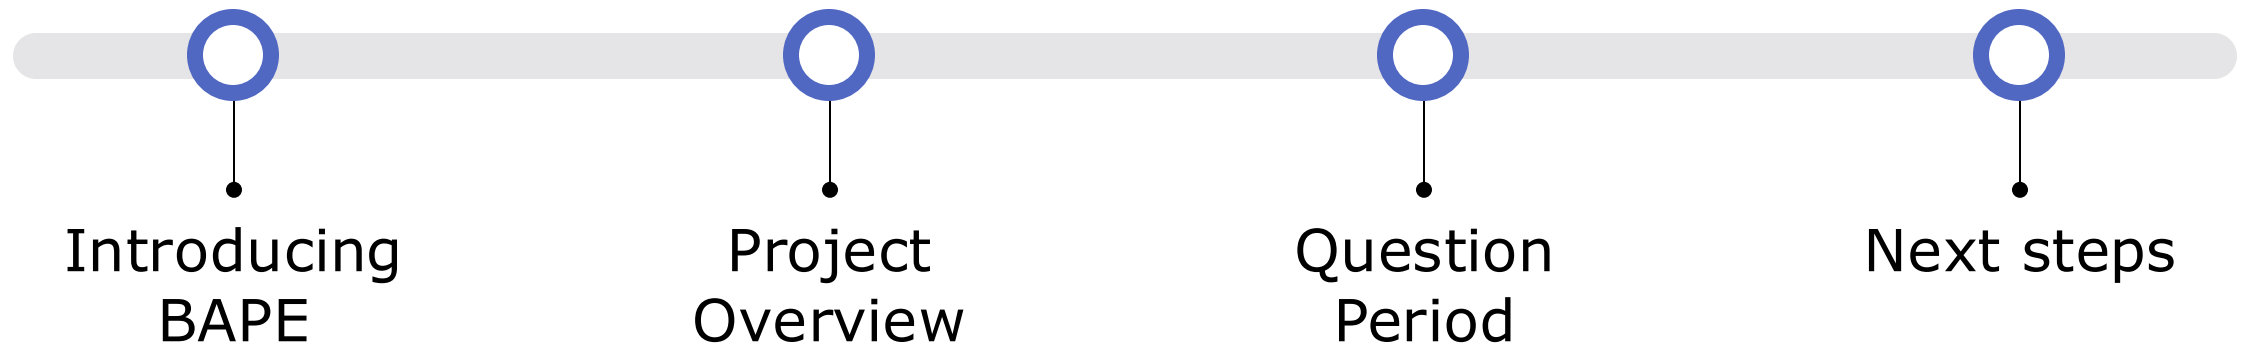 Introducing
BAPE
Project
Overview
Question
Period
Next steps